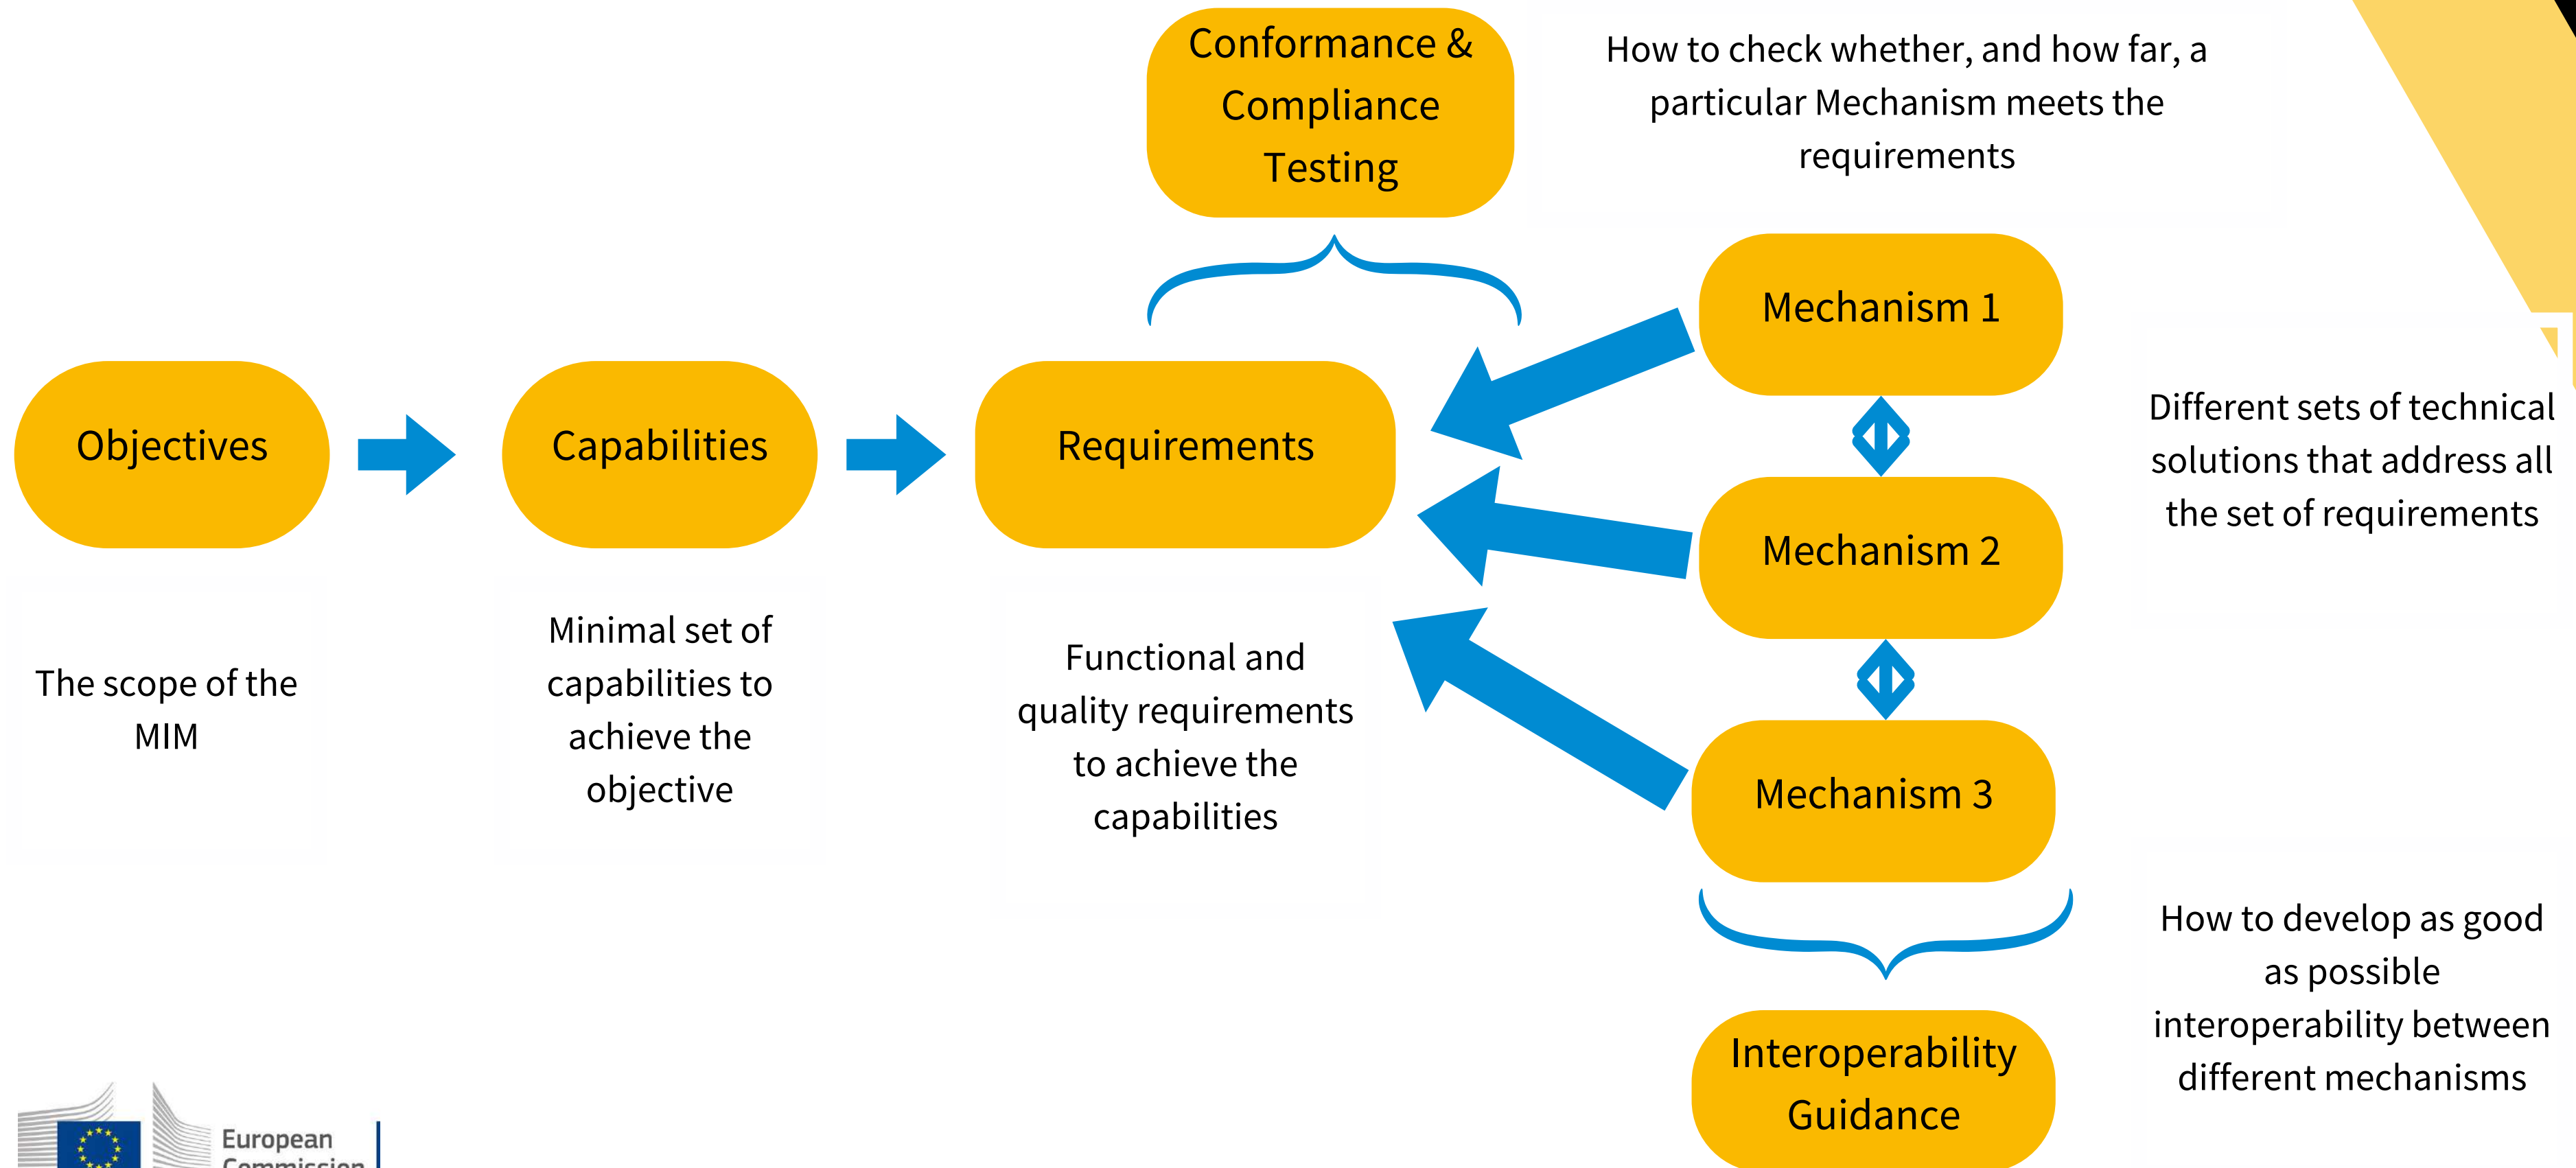 Conformance &
Compliance
Testing
How to check whether, and how far, a
particular Mechanism meets the
requirements
Objectives
Capabilities
Requirements
Mechanism 1
Mechanism 2
Mechanism 3
Different sets of technical
solutions that address all
the set of requirements
The scope of the
MIM
Minimal set of
capabilities to
achieve the
objective
Functional and
quality requirements
to achieve the
capabilities
Interoperability
Guidance
How to develop as good
as possible
interoperability between
different mechanisms
European
Commission